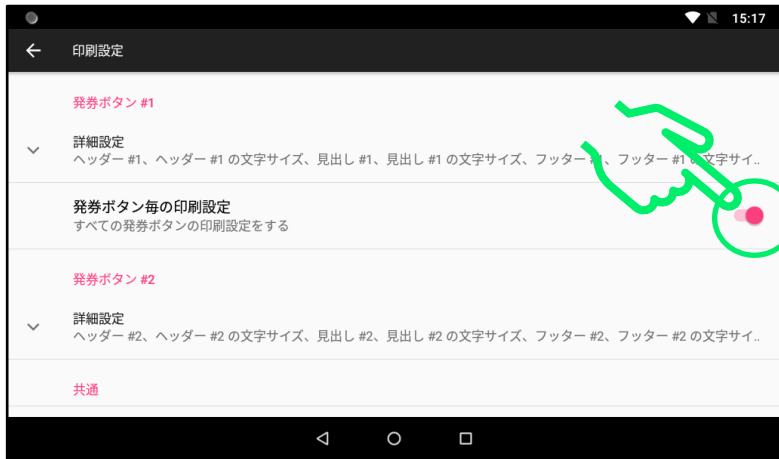 15:17
印刷設定
発券ボタン #1
詳細設定
ヘッダー #1、ヘッダー #1 の文字サイズ、見出し #1、見出し #1 の文字サイズ、フッター #1、フッター #1 の文字サイ..
発券ボタン毎の印刷設定
すべての発券ボタンの印刷設定をする
発券ボタン #2
詳細設定
ヘッダー #2、ヘッダー #2 の文字サイズ、見出し #2、見出し #2 の文字サイズ、フッター #2、フッター #2 の文字サイ..
共通